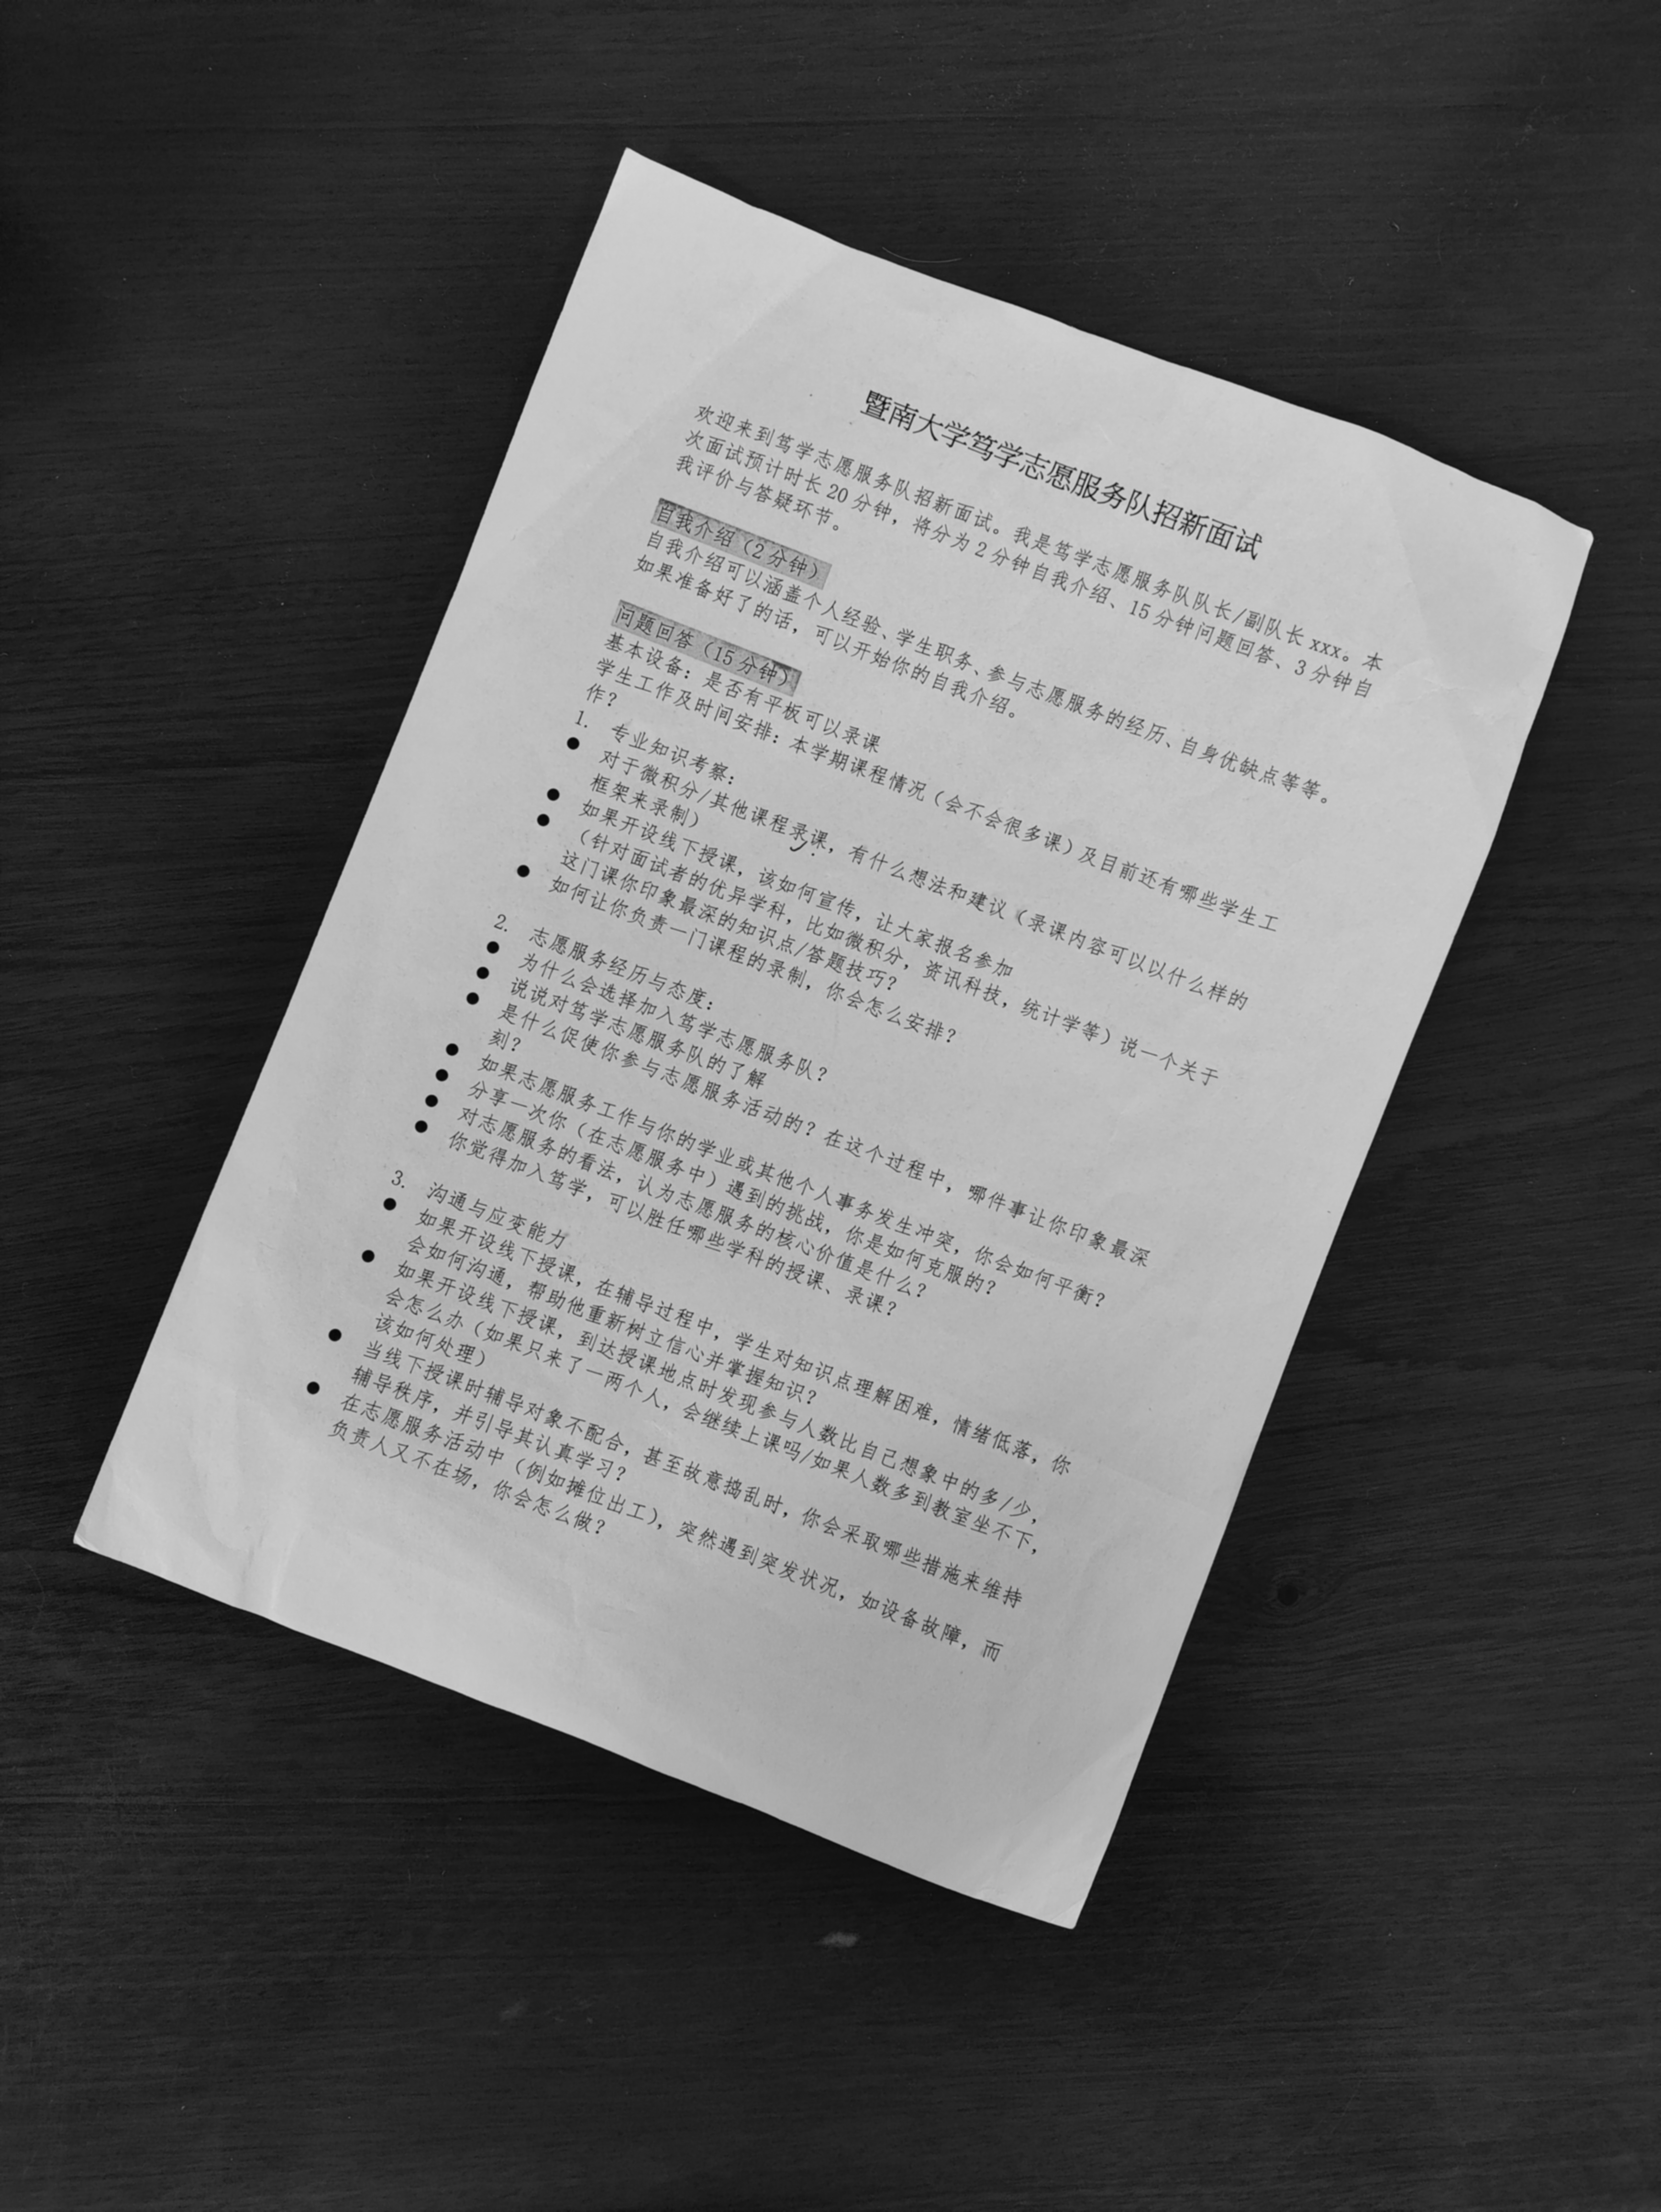 暨南大学笃学志愿服务队招新面试
欢迎来到笃学志愿服务队招新面试。我是笃学志愿服务队队长/副队长 xxx。本
次面试预计时长 20 分钟，将分为 2 分钟自我介绍、15 分钟问题回答、3 分钟自
我评价与答疑环节。
自我介绍（2 分钟）
自我介绍可以涵盖个人经验、学生职务、参与志愿服务的经历、自身优缺点等等。
如果准备好了的话，可以开始你的自我介绍。
问题回答（15 分钟）
基本设备：是否有平板可以录课
学生工作及时间安排：本学期课程情况（会不会很多课）及目前还有哪些学生工
作？
1. 专业知识考察：
● 对于微积分/其他课程录课，有什么想法和建议（录课内容可以以什么样的
框架来录制）
● 如果开设线下授课，该如何宣传，让大家报名参加
● （针对面试者的优异学科，比如微积分，资讯科技，统计学等）说一个关于
这门课你印象最深的知识点/答题技巧？
● 如何让你负责一门课程的录制，你会怎么安排？
2. 志愿服务经历与态度：
● 为什么会选择加入笃学志愿服务队？
● 说说对笃学志愿服务队的了解
● 是什么促使你参与志愿服务活动的？在这个过程中，哪件事让你印象最深
刻？
● 如果志愿服务工作与你的学业或其他个人事务发生冲突，你会如何平衡？
● 分享一次你（在志愿服务中）遇到的挑战，你是如何克服的？
● 对志愿服务的看法，认为志愿服务的核心价值是什么？
● 你觉得加入笃学，可以胜任哪些学科的授课、录课？
3. 沟通与应变能力
● 如果开设线下授课，在辅导过程中，学生对知识点理解困难，情绪低落，你
会如何沟通，帮助他重新树立信心并掌握知识？
● 如果开设线下授课，到达授课地点时发现参与人数比自己想象中的多/少，
会怎么办（如果只来了一两个人，会继续上课吗/如果人数多到教室坐不下，
该如何处理）
● 当线下授课时辅导对象不配合，甚至故意捣乱时，你会采取哪些措施来维持
辅导秩序，并引导其认真学习？
● 在志愿服务活动中（例如摊位出工），突然遇到突发状况，如设备故障，而
负责人又不在场，你会怎么做？